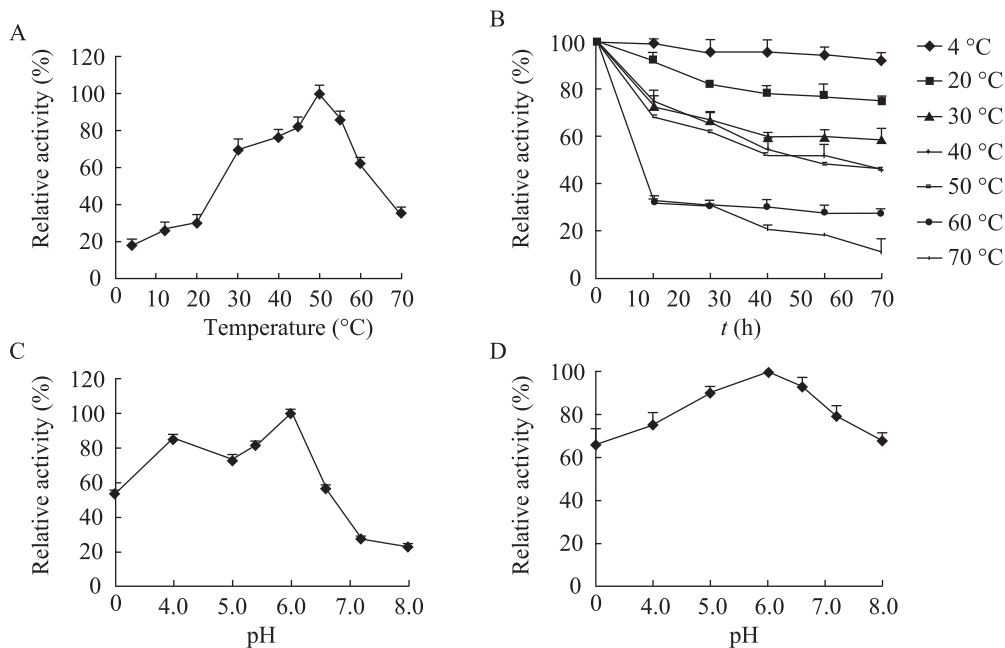 A
Relative activity (%)
120
100
80
60
40
20
0
0 10 20 30 40 50 60 70
Temperature (°C)
B
Relative activity (%)
100
80
60
40
20
0
0 10 20 30 40 50 60 70
t (h)
4 °C
20 °C
30 °C
40 °C
50 °C
60 °C
70 °C
C
Relative activity (%)
120
100
80
60
40
20
0
0 4.0 5.0 6.0 7.0 8.0
pH
D
Relative activity (%)
100
80
60
40
20
0
0 4.0 5.0 6.0 7.0 8.0
pH